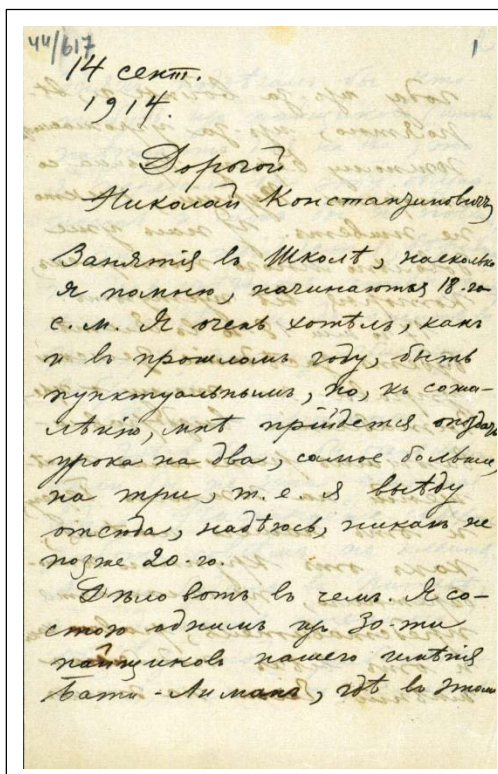 44/617
1
14 сент.
1914.
Дорогой
Николай Константинович,
Занятія въ Школѣ, насколько
я помню, начинаются 18-го
с. м. Я очень хотѣлъ, какъ
и въ прошломъ году, быть
пунктуальнымъ, но, къ сожа-
лѣнію, мнѣ прійдется опоздать
урока на два, самое большее,
на три, т. е. я выѣду
отсюда, надѣюсь, никакъ не
позже 20-го.
Дѣло вотъ въ чемъ. Я со-
стою однимъ изъ 30-ти
пайщиковъ нашего имѣнія
Бати-Лиманъ, гдѣ въ этомъ